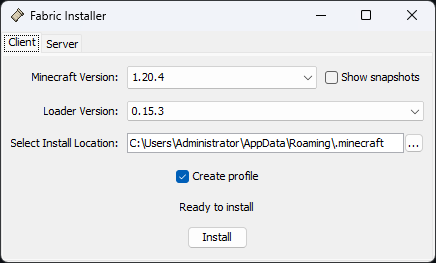 Fabric Installer
Client Server
Minecraft Version: 1.20.4 Show snapshots
Loader Version: 0.15.3
Select Install Location: C:\Users\Administrator\AppData\Roaming\.minecraft ...
Create profile
Ready to install
Install